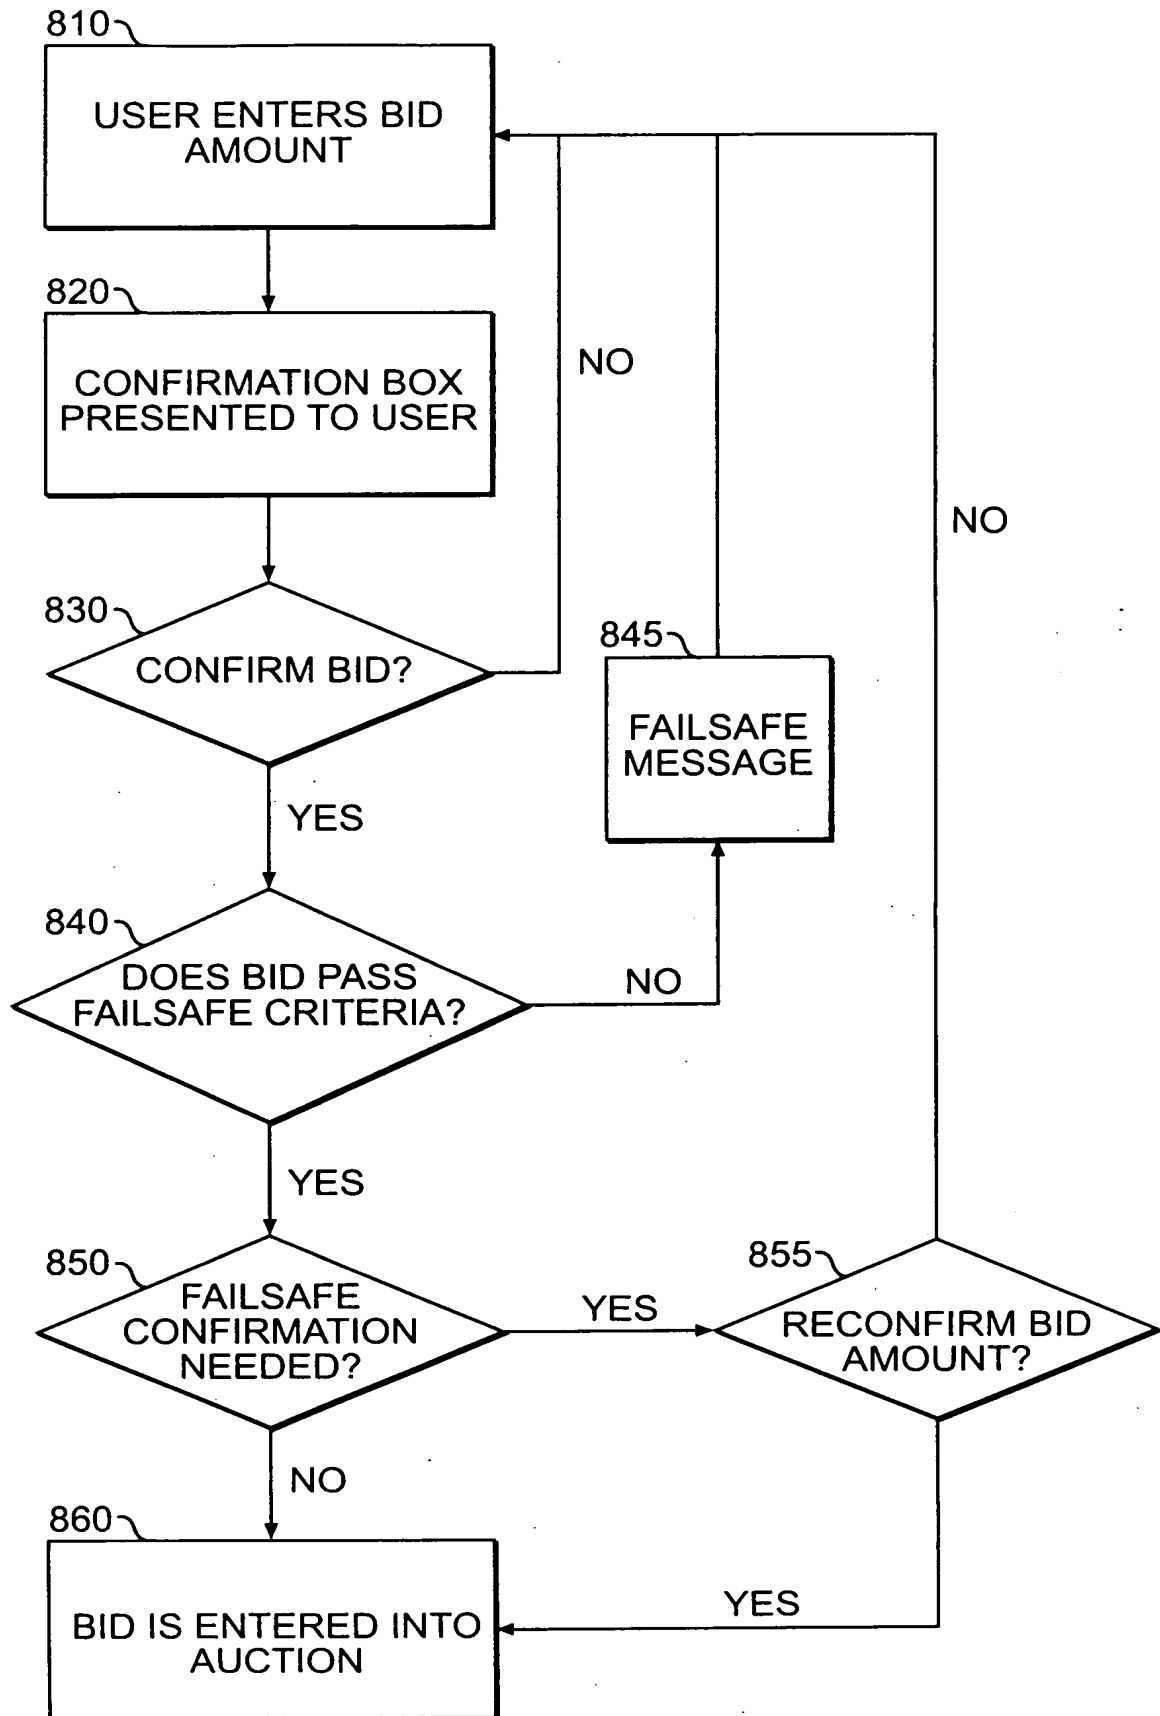 810
USER ENTERS BID
AMOUNT
820
CONFIRMATION BOX
PRESENTED TO USER
NO
NO
830
CONFIRM BID?
845
FAILSAFE
MESSAGE
YES
840
DOES BID PASS
FAILSAFE CRITERIA?
NO
YES
850
FAILSAFE
CONFIRMATION
NEEDED?
YES
855
RECONFIRM BID
AMOUNT?
NO
860
BID IS ENTERED INTO
AUCTION
YES